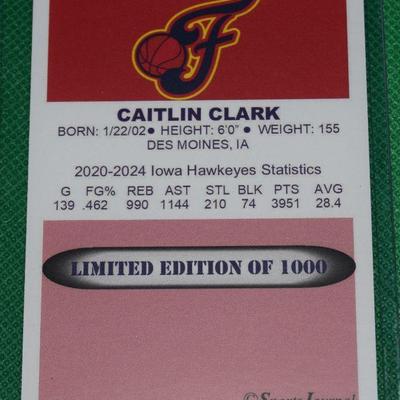 F
CAITLIN CLARK
BORN: 1/22/02● HEIGHT: 6'0" ● WEIGHT: 155
DES MOINES, IA
2020-2024 Iowa Hawkeyes Statistics
G FG% REB AST STL BLK PTS AVG
139 .462 990 1144 210 74 3951 28.4
LIMITED EDITION OF 1000
©Sports Journal